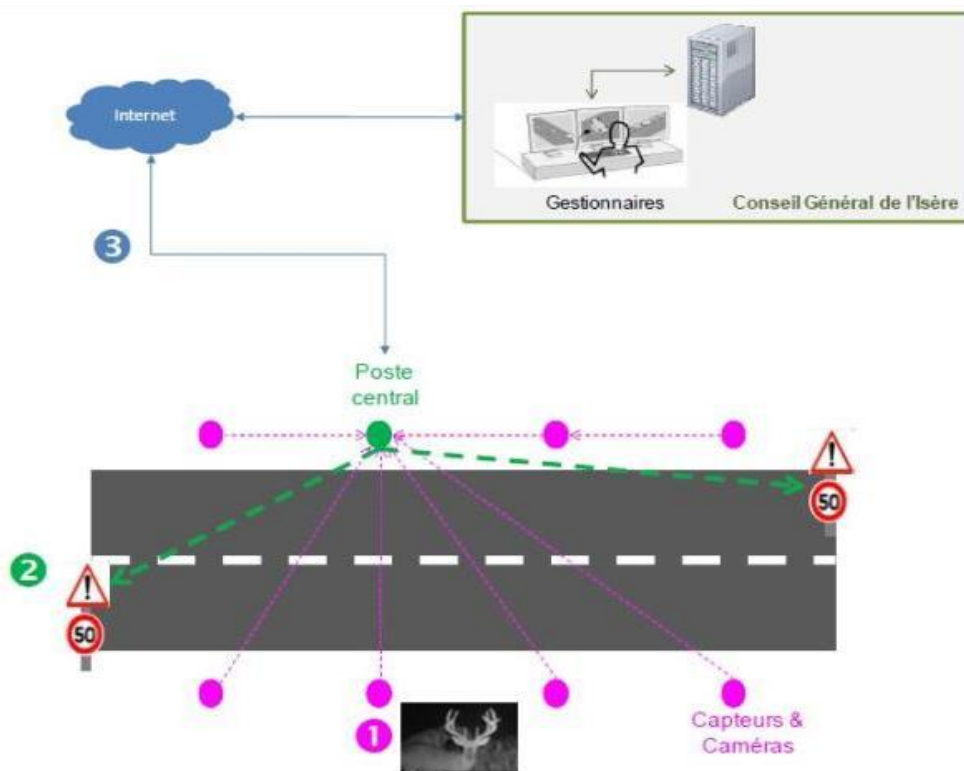 Internet
Gestionnaires
Conseil Général de l'Isère
3
Poste
central
!
50
2
!
50
1
Capteurs &
Caméras